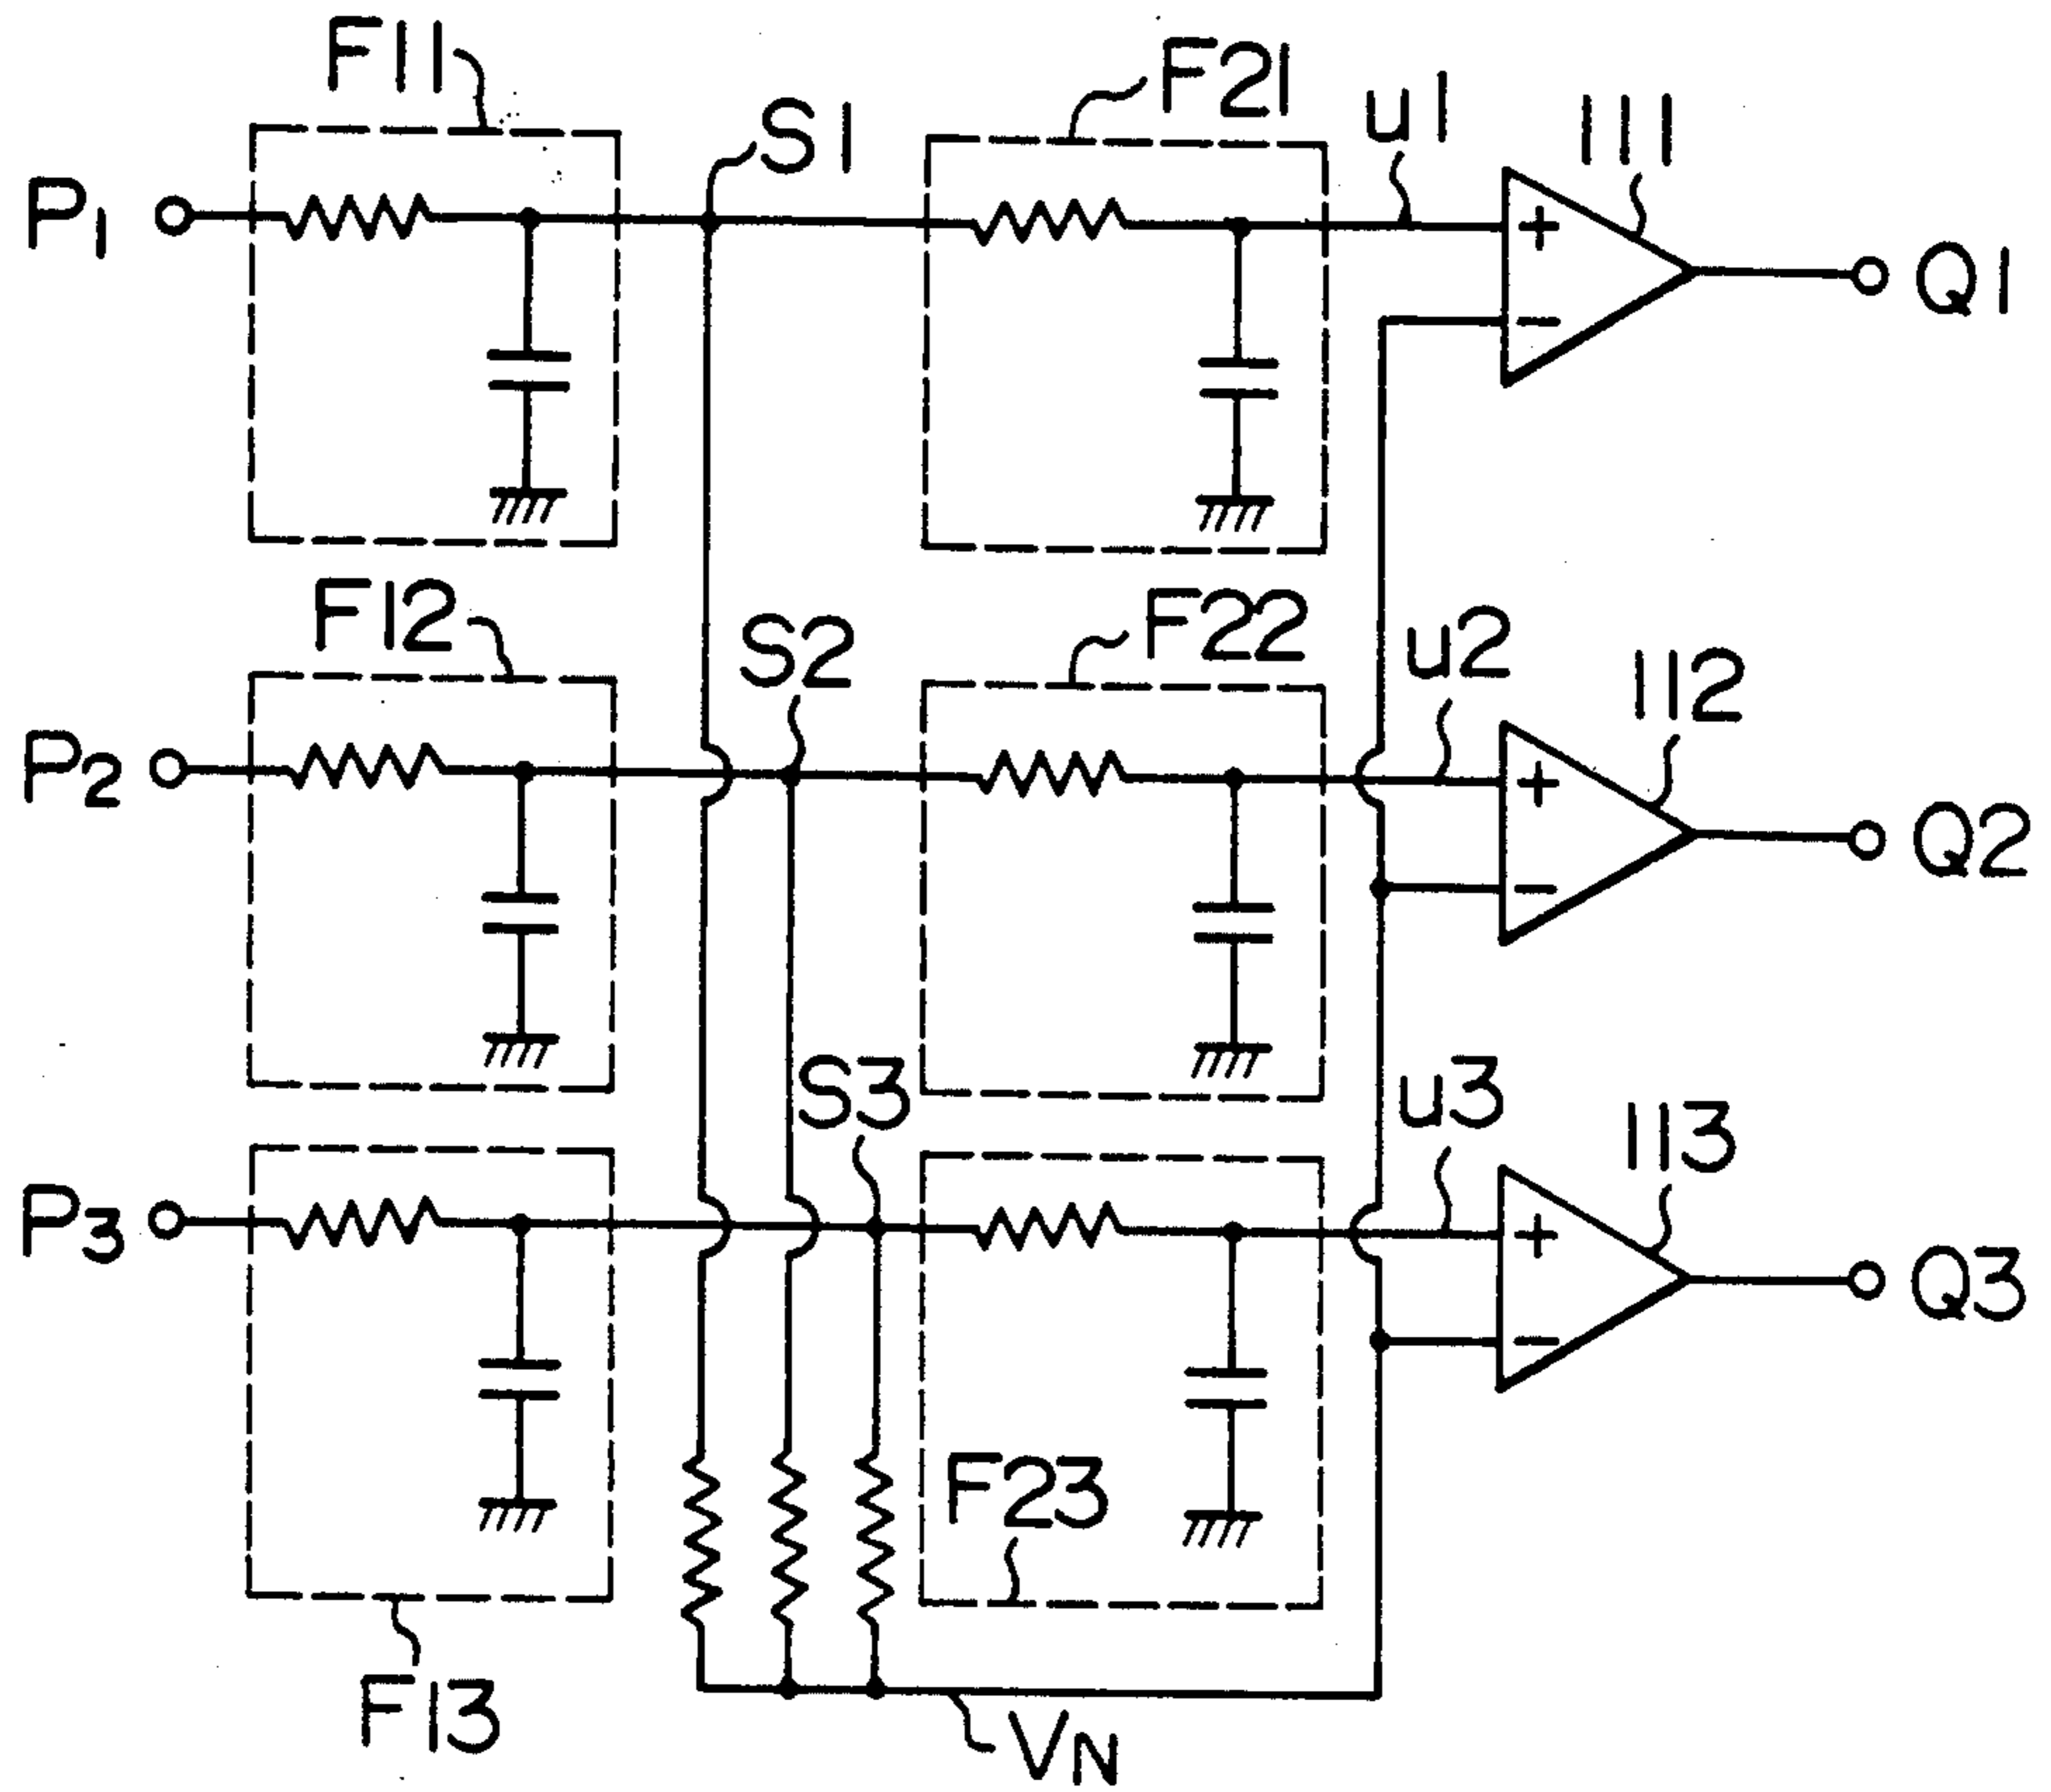 F11
F21
S1
u1
111
P1
+
−
Q1
F12
S2
F22
u2
112
P2
+
−
Q2
S3
u3
113
P3
+
−
Q3
F23
F13
VN